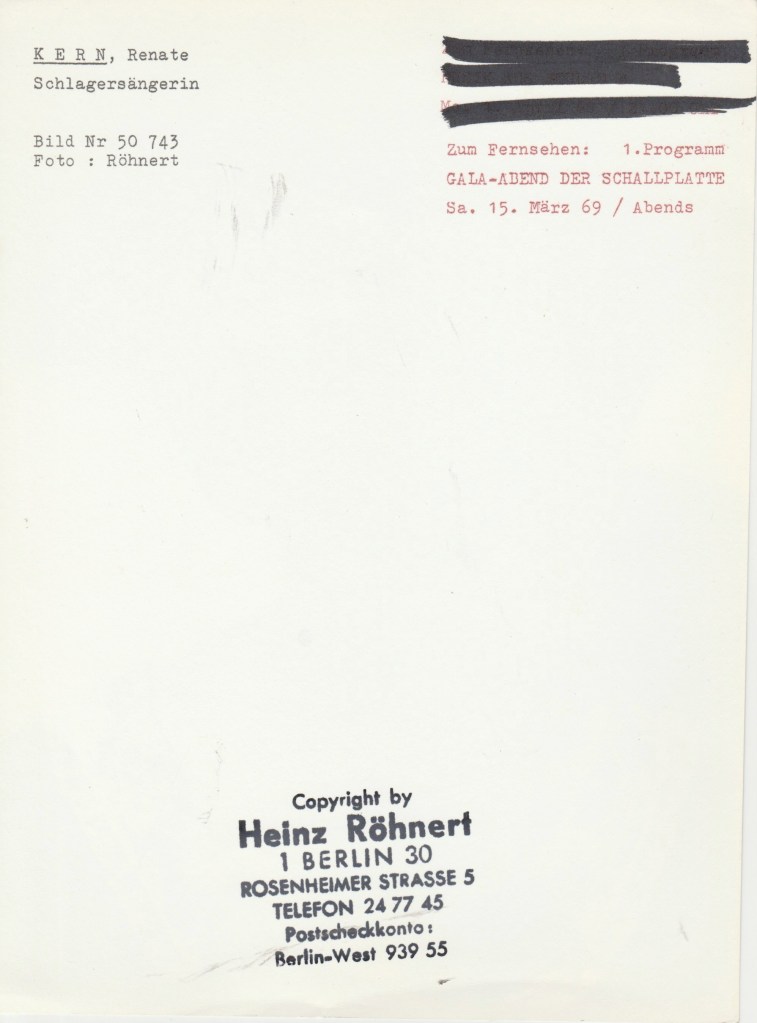 K E R N, Renate
Schlagersängerin
Bild Nr 50 743
Foto : Röhnert
Zum Fernsehen: 1.Programm
GALA-ABEND DER SCHALLPLATTE
Sa. 15. März 69 / Abends
Copyright by
Heinz Röhnert
1 BERLIN 30
ROSENHEIMER STRASSE 5
TELEFON 24 77 45
Postscheckkonto:
Berlin-West 939 55